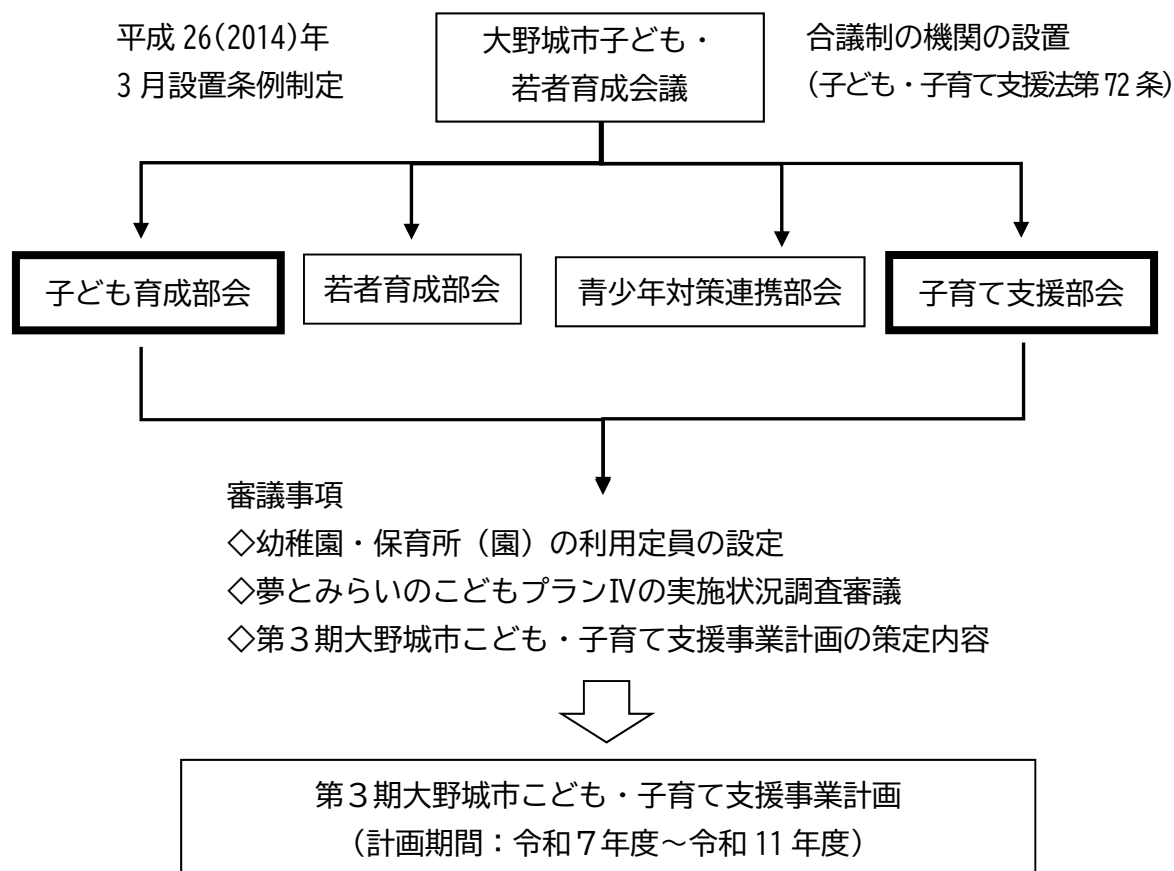 平成 26(2014)年
3 月設置条例制定
大野城市子ども・
若者育成会議
合議制の機関の設置
(子ども・子育て支援法第 72 条)
子ども育成部会
若者育成部会
青少年対策連携部会
子育て支援部会
審議事項
◇幼稚園・保育所（園）の利用定員の設定
◇夢とみらいのこどもプランⅣの実施状況調査審議
◇第３期大野城市こども・子育て支援事業計画の策定内容
第３期大野城市こども・子育て支援事業計画
（計画期間：令和７年度～令和 11 年度）